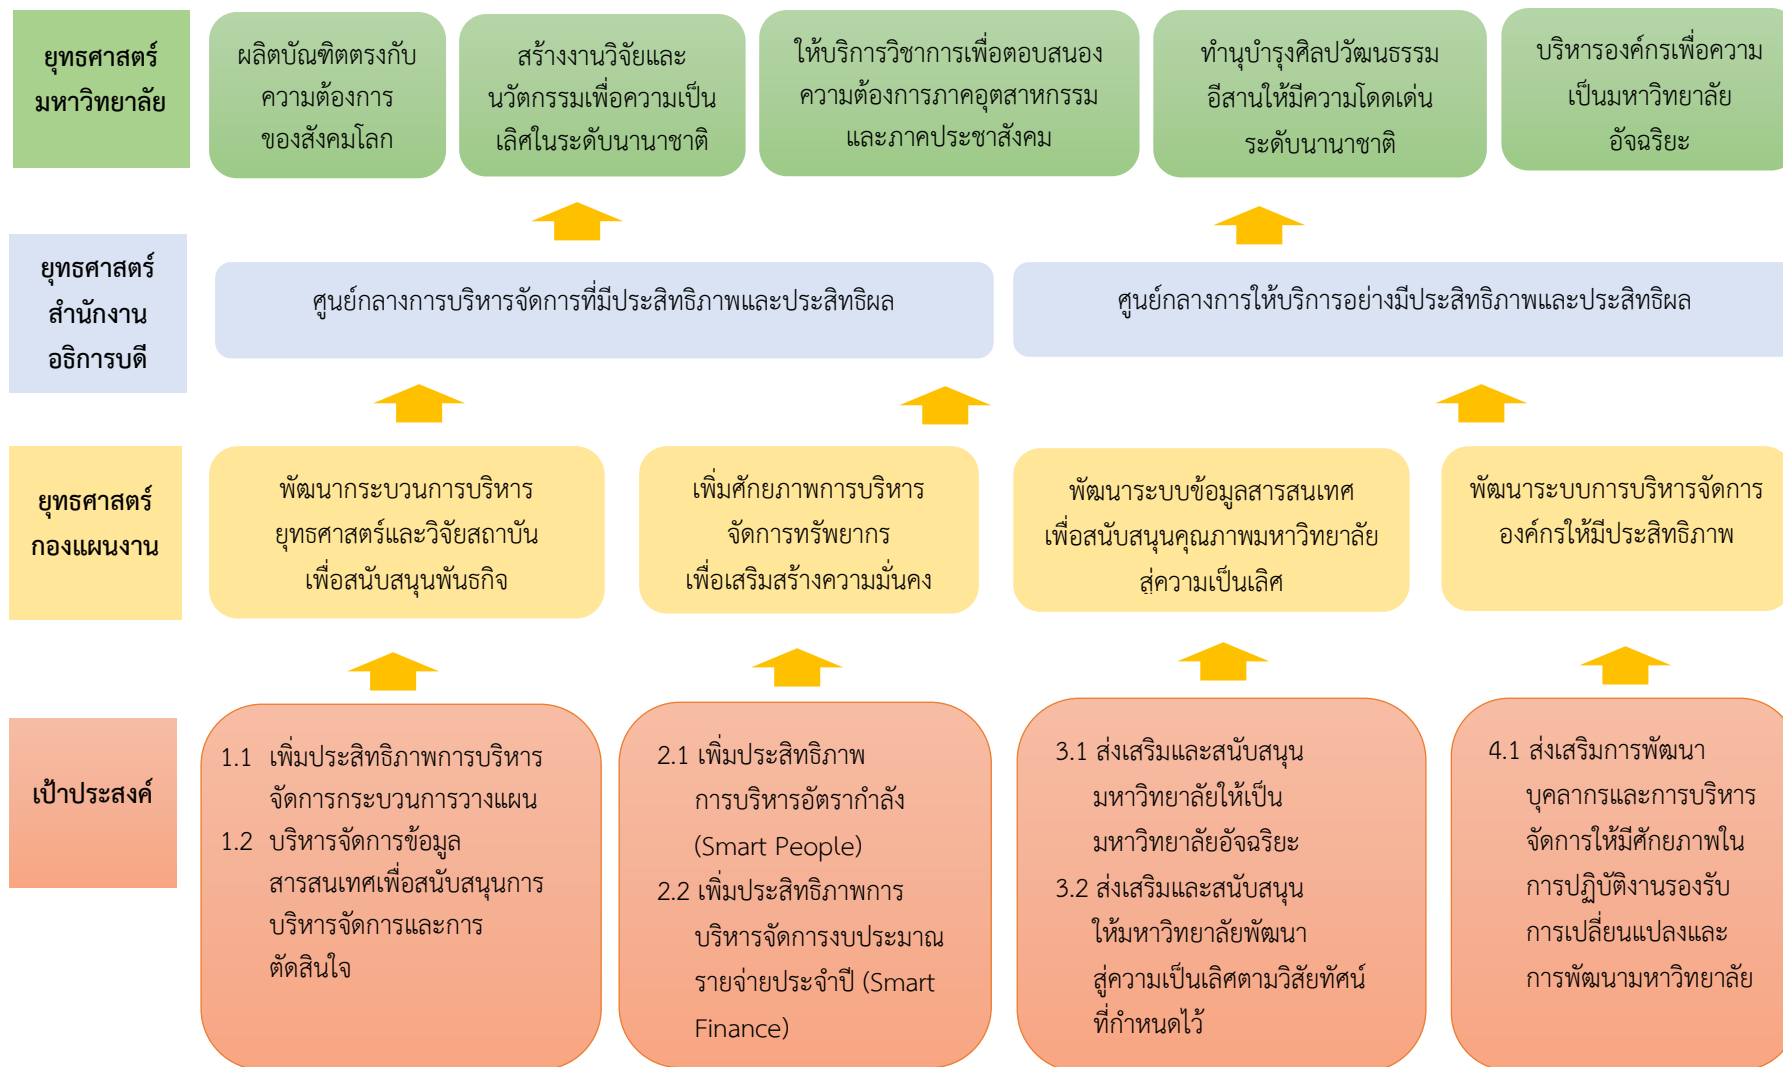 ยุทธศาสตร์
มหาวิทยาลัย
ผลิตบัณฑิตตรงกับ
ความต้องการ
ของสังคมโลก
สร้างงานวิจัยและ
นวัตกรรมเพื่อความเป็น
เลิศในระดับนานาชาติ
ให้บริการวิชาการเพื่อตอบสนอง
ความต้องการภาคอุตสาหกรรม
และภาคประชาสังคม
ทำนุบำรุงศิลปวัฒนธรรม
อีสานให้มีความโดดเด่น
ระดับนานาชาติ
บริหารองค์กรเพื่อความ
เป็นมหาวิทยาลัย
อัจฉริยะ
ยุทธศาสตร์
สำนักงาน
อธิการบดี
ศูนย์กลางการบริหารจัดการที่มีประสิทธิภาพและประสิทธิผล
ศูนย์กลางการให้บริการอย่างมีประสิทธิภาพและประสิทธิผล
ยุทธศาสตร์
กองแผนงาน
พัฒนากระบวนการบริหาร
ยุทธศาสตร์และวิจัยสถาบัน
เพื่อสนับสนุนพันธกิจ
เพิ่มศักยภาพการบริหาร
จัดการทรัพยากร
เพื่อเสริมสร้างความมั่นคง
พัฒนาระบบข้อมูลสารสนเทศ
เพื่อสนับสนุนคุณภาพมหาวิทยาลัย
สู่ความเป็นเลิศ
พัฒนาระบบการบริหารจัดการ
องค์กรให้มีประสิทธิภาพ
เป้าประสงค์
1.1 เพิ่มประสิทธิภาพการบริหาร
จัดการกระบวนการวางแผน
1.2 บริหารจัดการข้อมูล
สารสนเทศเพื่อสนับสนุนการ
บริหารจัดการและการ
ตัดสินใจ
2.1 เพิ่มประสิทธิภาพ
การบริหารอัตรากำลัง
(Smart People)
2.2 เพิ่มประสิทธิภาพการ
บริหารจัดการงบประมาณ
รายจ่ายประจำปี (Smart
Finance)
3.1 ส่งเสริมและสนับสนุน
มหาวิทยาลัยให้เป็น
มหาวิทยาลัยอัจฉริยะ
3.2 ส่งเสริมและสนับสนุน
ให้มหาวิทยาลัยพัฒนา
สู่ความเป็นเลิศตามวิสัยทัศน์
ที่กำหนดไว้
4.1 ส่งเสริมการพัฒนา
บุคลากรและการบริหาร
จัดการให้มีศักยภาพใน
การปฏิบัติงานรองรับ
การเปลี่ยนแปลงและ
การพัฒนามหาวิทยาลัย